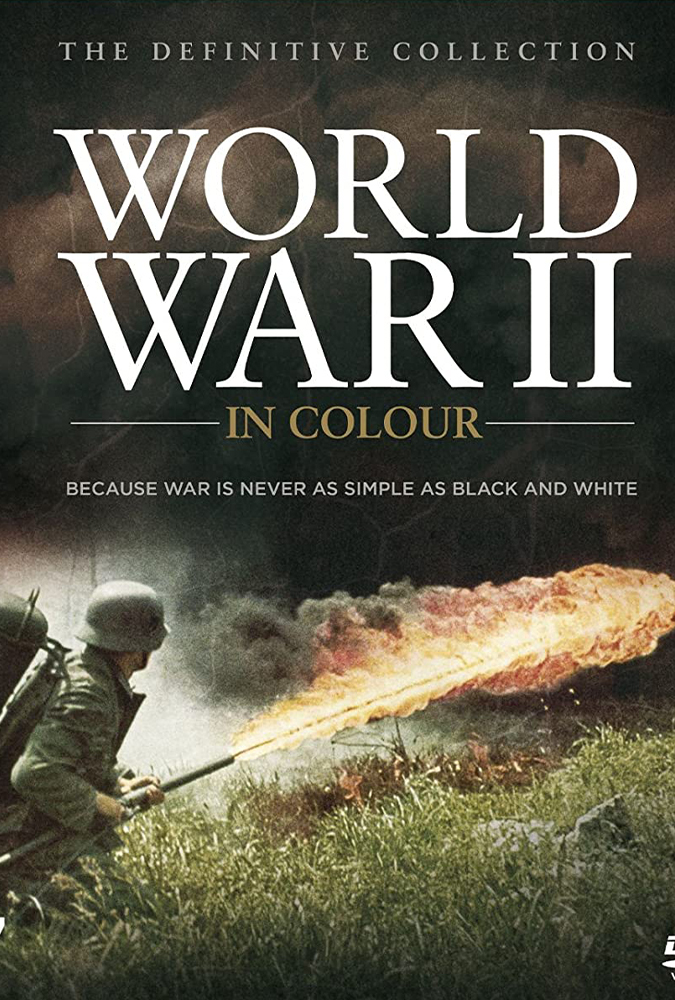 THE DEFINITIVE COLLECTION
WORLD
WAR II
IN COLOUR
BECAUSE WAR IS NEVER AS SIMPLE AS BLACK AND WHITE